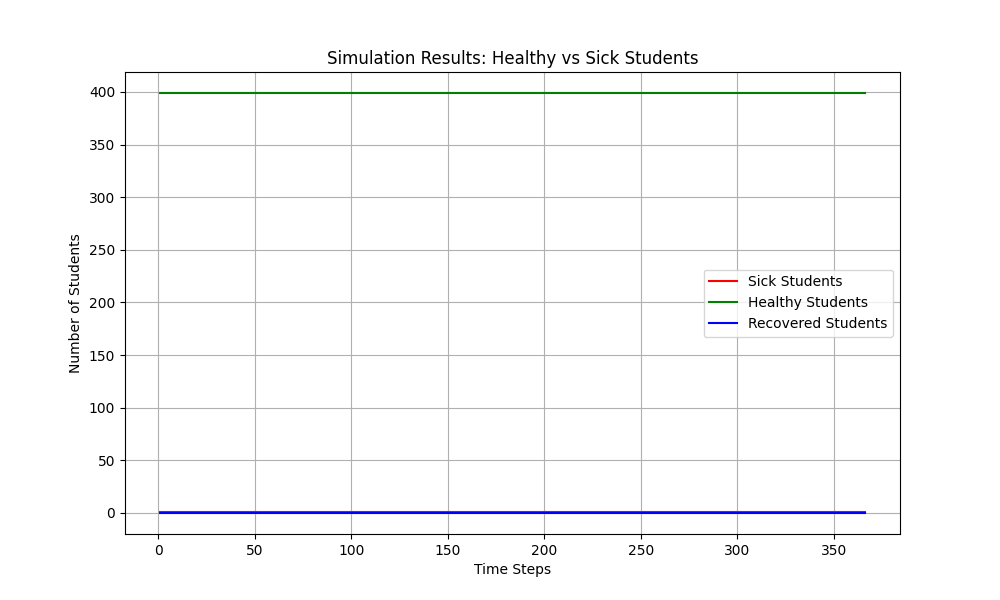 Simulation Results: Healthy vs Sick Students
400
350
300
250
200
150
100
50
0
Number of Students
Sick Students
Healthy Students
Recovered Students
0 50 100 150 200 250 300 350
Time Steps